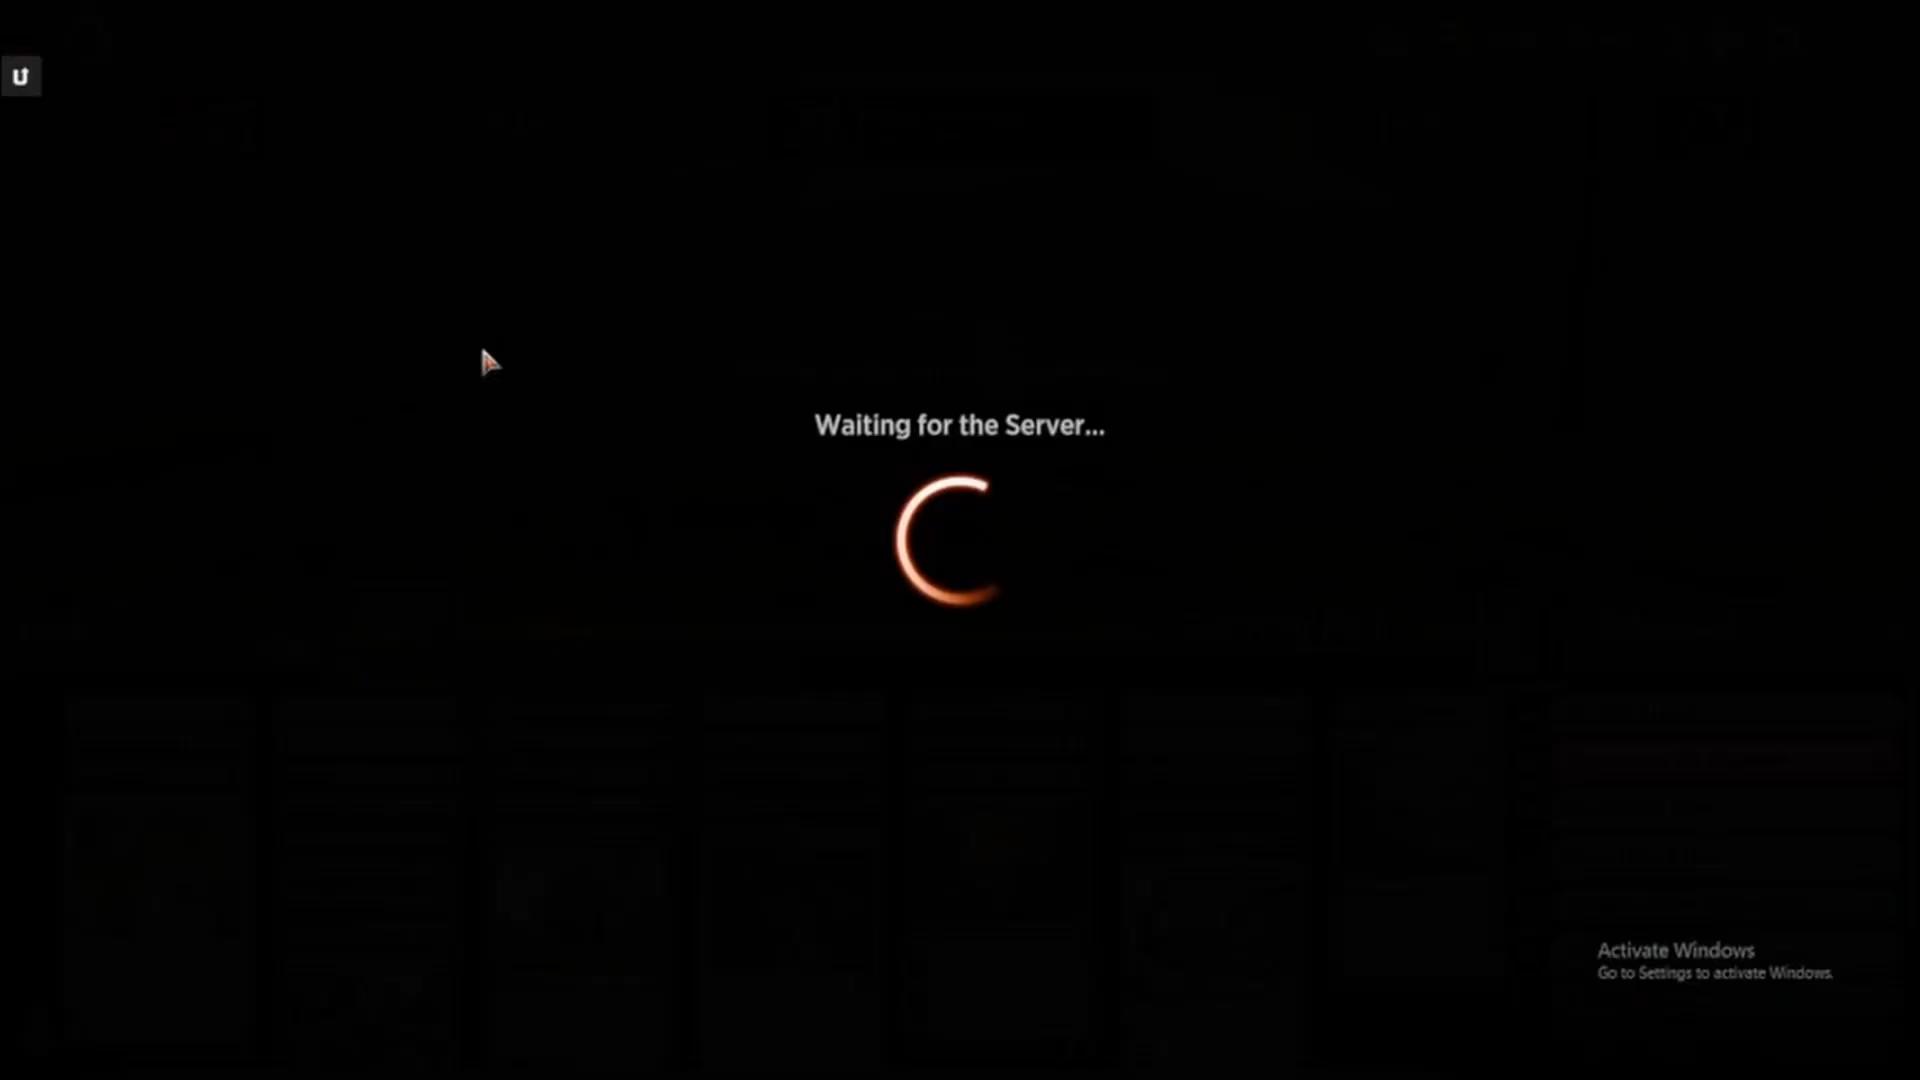 U
Waiting for the Server...
Activate Windows
Go to Settings to activate Windows.